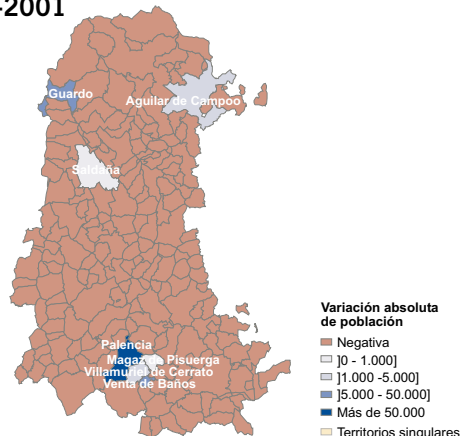 -2001
Guardo
Aguilar de Campoo
Saldaña
Palencia
Magaz de Pisuerga
Villamuriel de Cerrato
Venta de Baños
Variación absoluta
de población
Negativa
]0 - 1.000]
]1.000 -5.000]
]5.000 - 50.000]
Más de 50.000
Territorios singulares